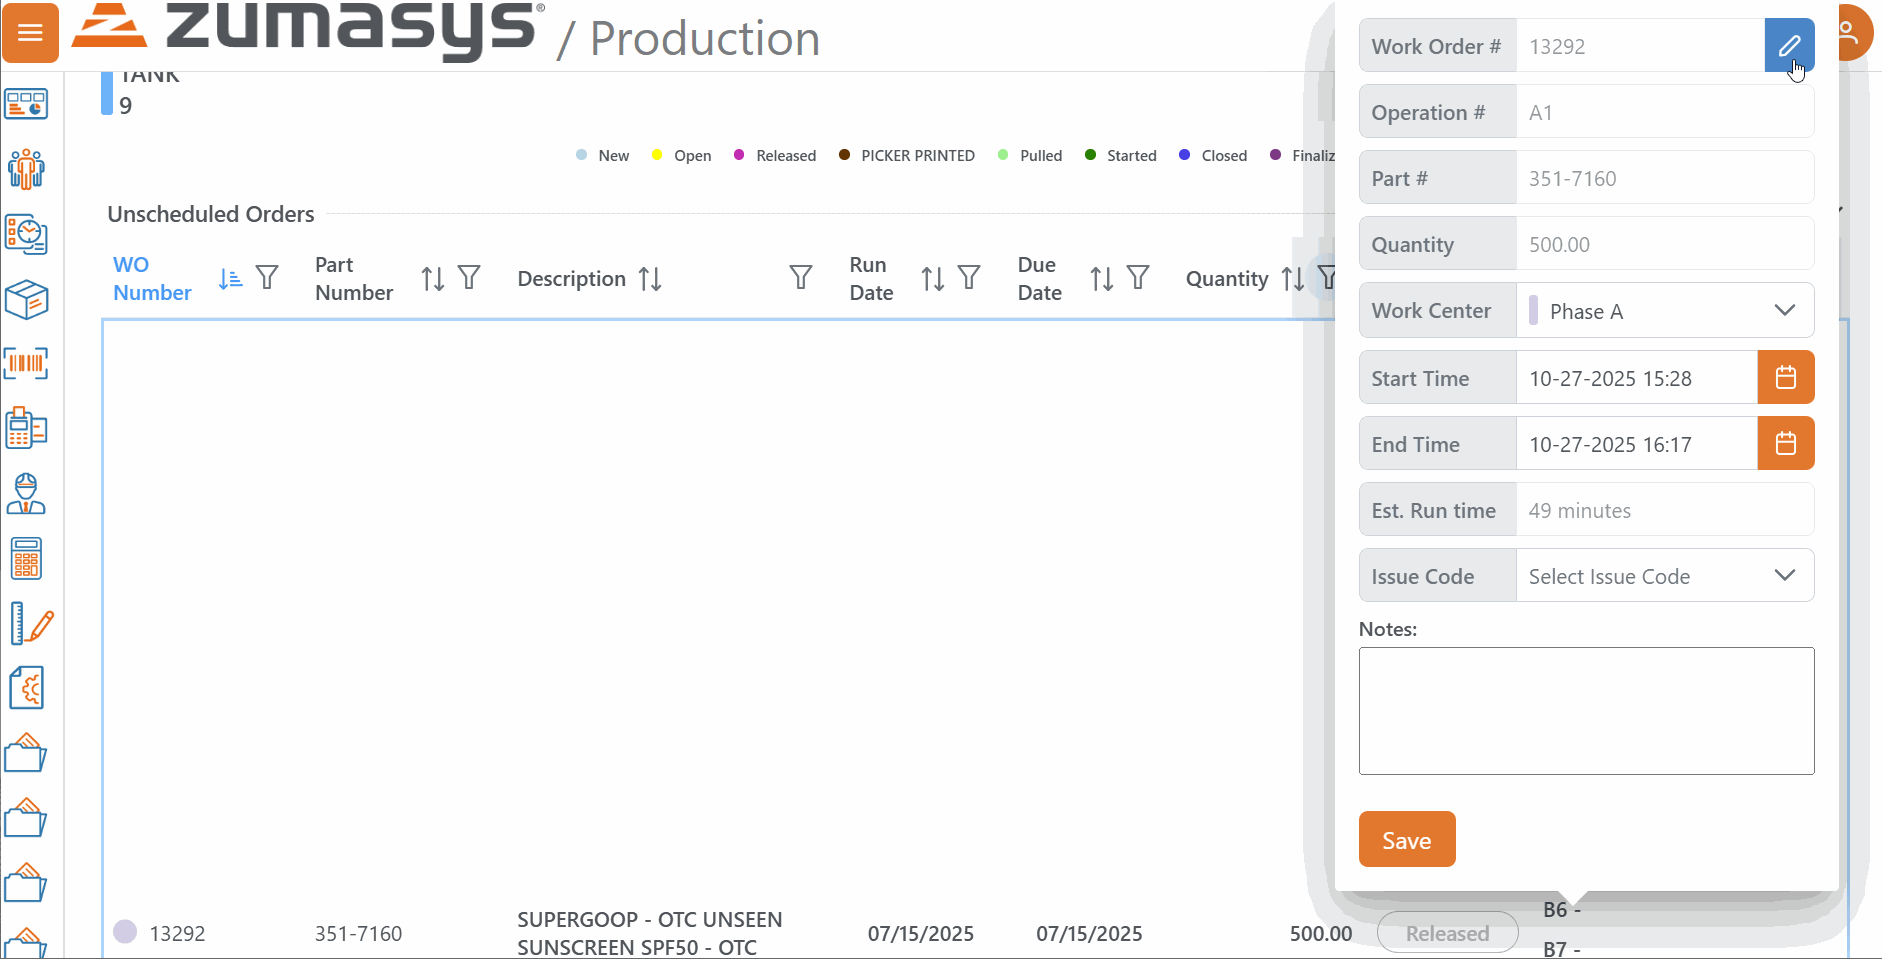 zumasys® / Production
TANK
9
New Open Released PICKER PRINTED Pulled Started Closed
Unscheduled Orders
WO Number Part Number Description Run Date Due Date Quantity
13292 351-7160 SUPERGOOP - OTC UNSEEN SUNSCREEN SPF50 - OTC 07/15/2025 07/15/2025 500.00 Released
B6 -
B7 -
Work Order # 13292
Operation # A1
Part # 351-7160
Quantity 500.00
Work Center Phase A
Start Time 10-27-2025 15:28
End Time 10-27-2025 16:17
Est. Run time 49 minutes
Issue Code Select Issue Code
Notes:
Save